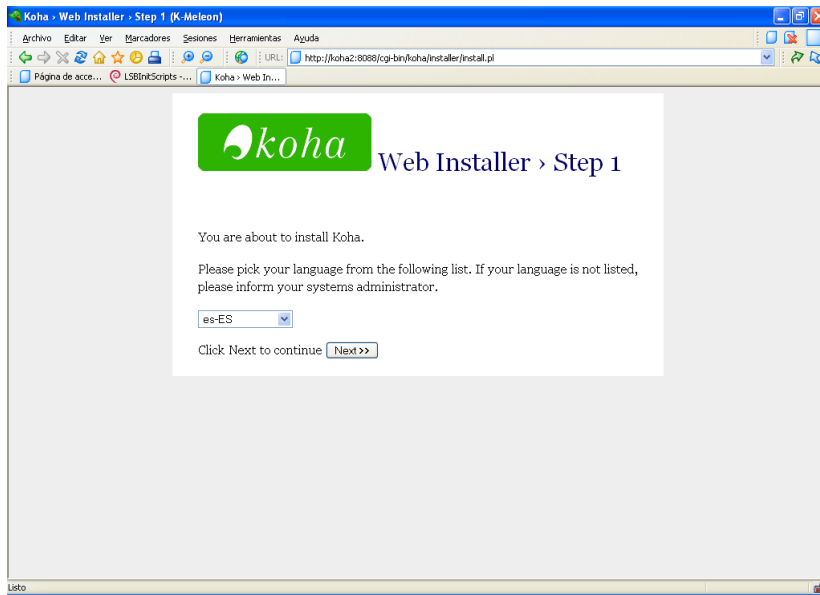 Koha › Web Installer › Step 1 (K-Meleon)
Archivo Editar Ver Marcadores Sesiones Herramientas Ayuda
URL: http://koha2:8088/cgi-bin/koha/installer/install.pl
Página de acce... LSBInitScripts -... Koha › Web In...
koha Web Installer › Step 1
You are about to install Koha.
Please pick your language from the following list. If your language is not listed,
please inform your systems administrator.
es-ES
Click Next to continue Next >>
Listo